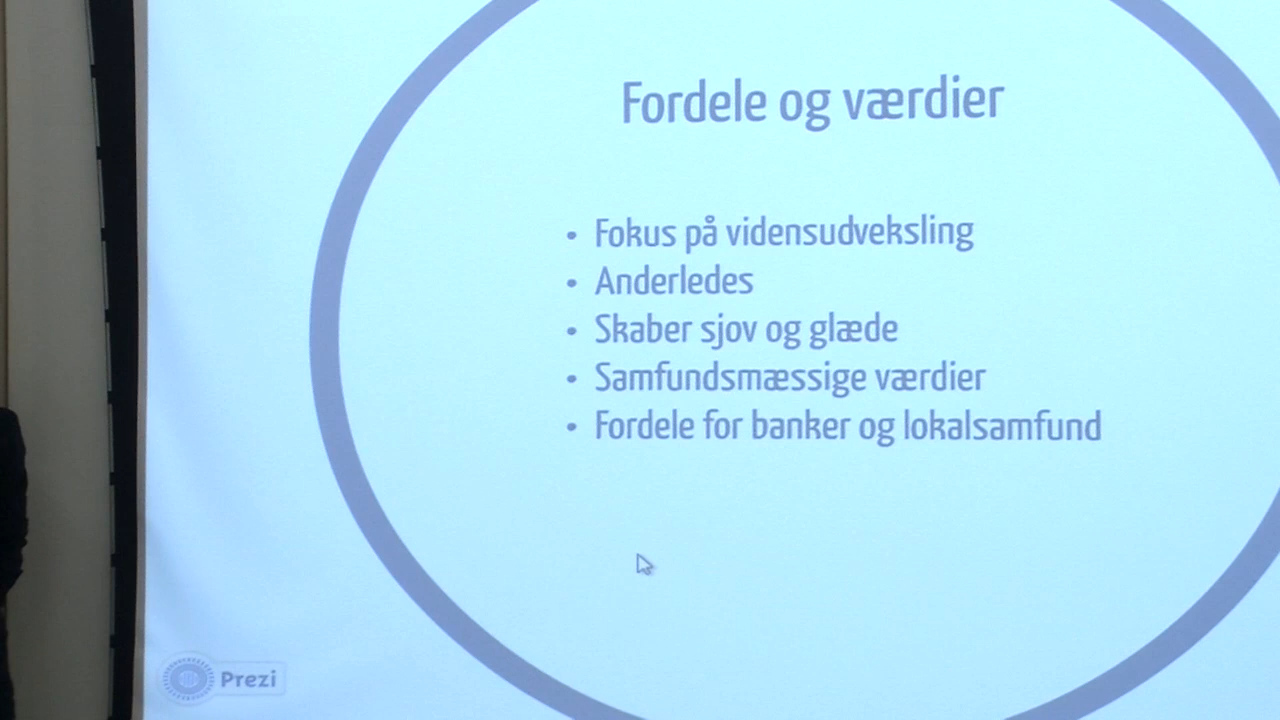 Fordele og værdier
• Fokus på vidensudveksling
• Anderledes
• Skaber sjov og glæde
• Samfundsmæssige værdier
• Fordele for banker og lokalsamfund
Prezi